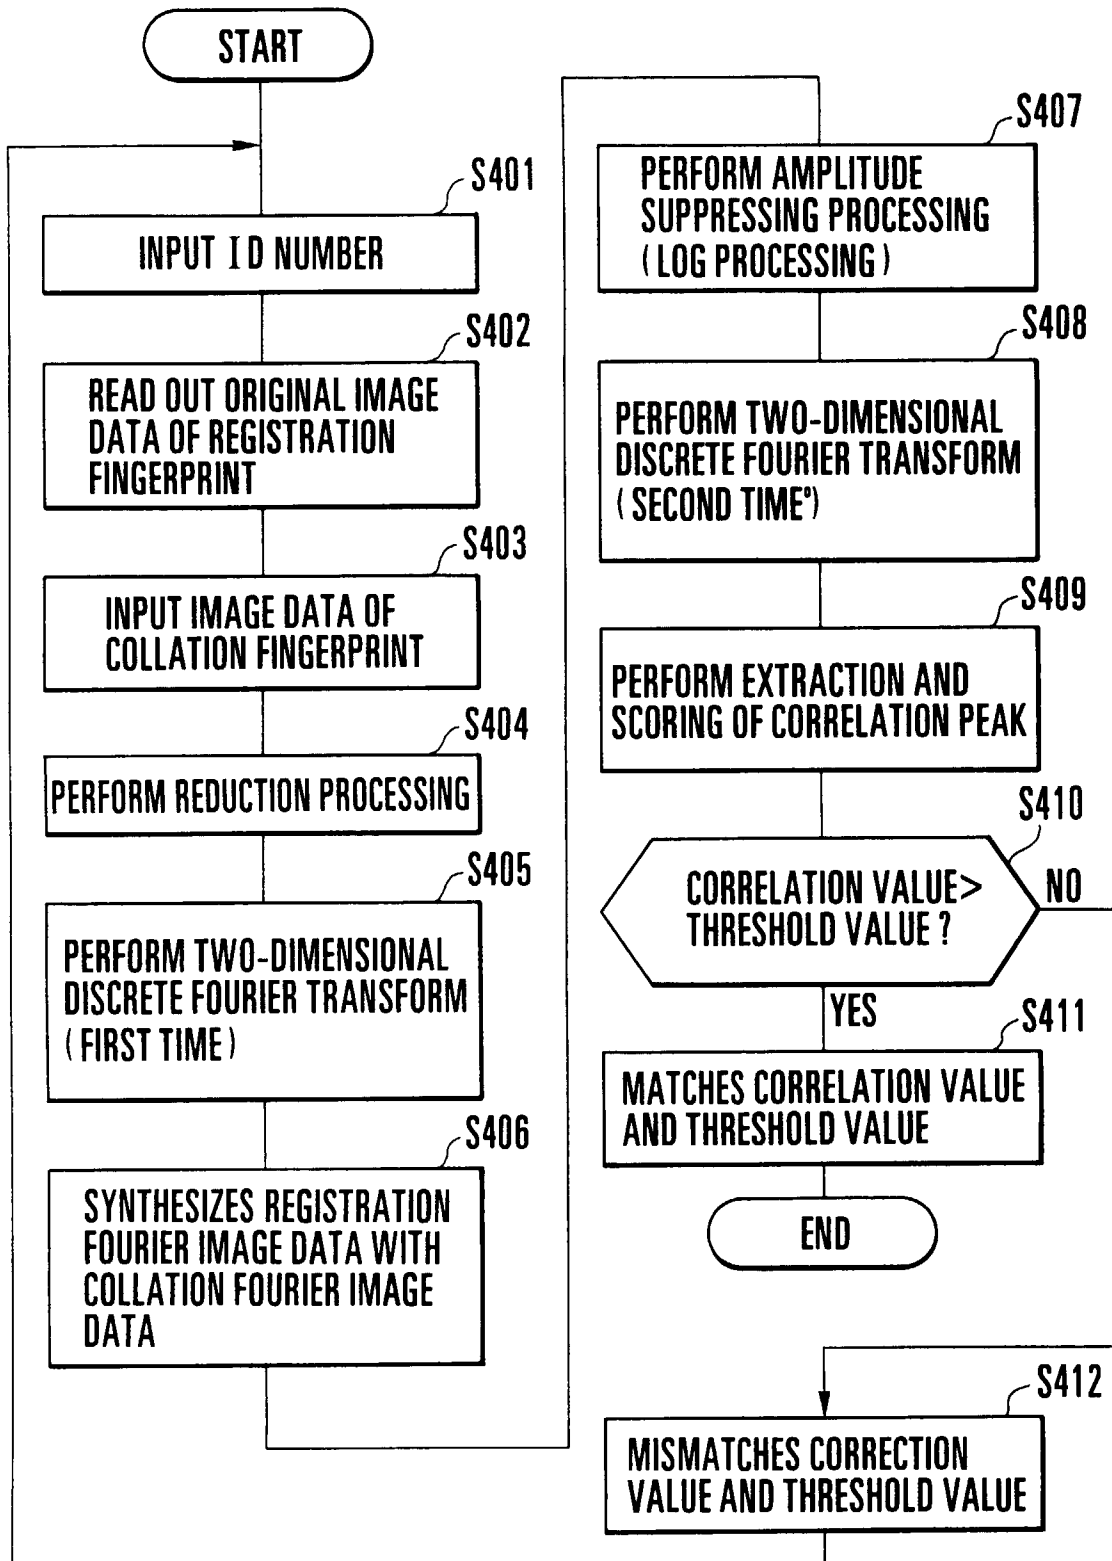 START
S401
INPUT ID NUMBER
S402
READ OUT ORIGINAL IMAGE
DATA OF REGISTRATION
FINGERPRINT
S403
INPUT IMAGE DATA OF
COLLATION FINGERPRINT
S404
PERFORM REDUCTION PROCESSING
S405
PERFORM TWO-DIMENSIONAL
DISCRETE FOURIER TRANSFORM
(FIRST TIME)
S406
SYNTHESIZES REGISTRATION
FOURIER IMAGE DATA WITH
COLLATION FOURIER IMAGE
DATA
S407
PERFORM AMPLITUDE
SUPPRESSING PROCESSING
(LOG PROCESSING)
S408
PERFORM TWO-DIMENSIONAL
DISCRETE FOURIER TRANSFORM
(SECOND TIME)
S409
PERFORM EXTRACTION AND
SCORING OF CORRELATION PEAK
S410
CORRELATION VALUE>
THRESHOLD VALUE?
NO
YES
S411
MATCHES CORRELATION VALUE
AND THRESHOLD VALUE
END
S412
MISMATCHES CORRECTION
VALUE AND THRESHOLD VALUE